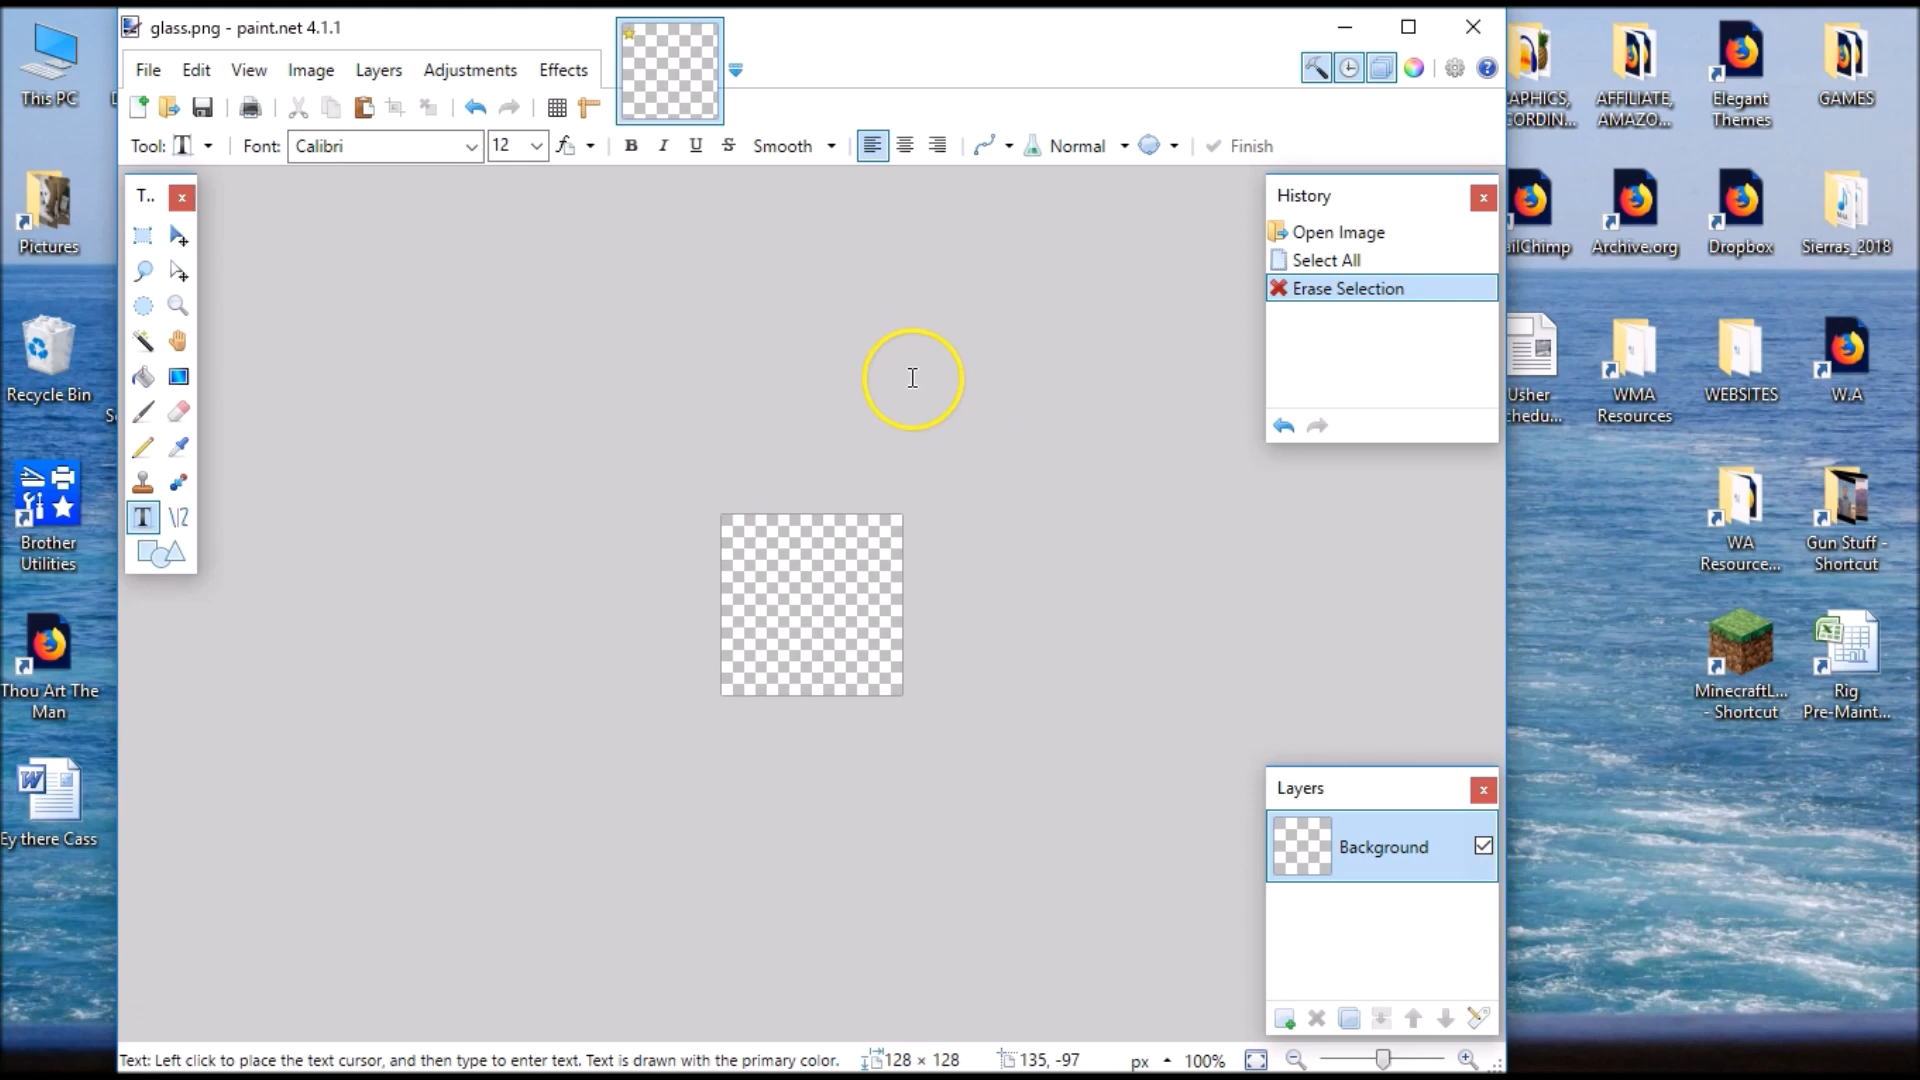 glass.png - paint.net 4.1.1
File Edit View Image Layers Adjustments Effects
Tool: T Font: Calibri 12 B I U S Smooth Normal Finish
T..
T
History
Open Image
Select All
Erase Selection
Layers
Background
Text: Left click to place the text cursor, and then type to enter text. Text is drawn with the primary color. 128 × 128 135, -97 px 100%
This PC
Pictures
Recycle Bin
Brother
Utilities
Thou Art The
Man
Ey there Cass
AFFILIATE,
AMAZO...
Elegant
Themes
GAMES
Archive.org
Dropbox
Sierras_2018
Usher
WMA
Resources
WEBSITES
W.A
WA
Resource...
Gun Stuff -
Shortcut
MinecraftL...
- Shortcut
Rig
Pre-Maint...